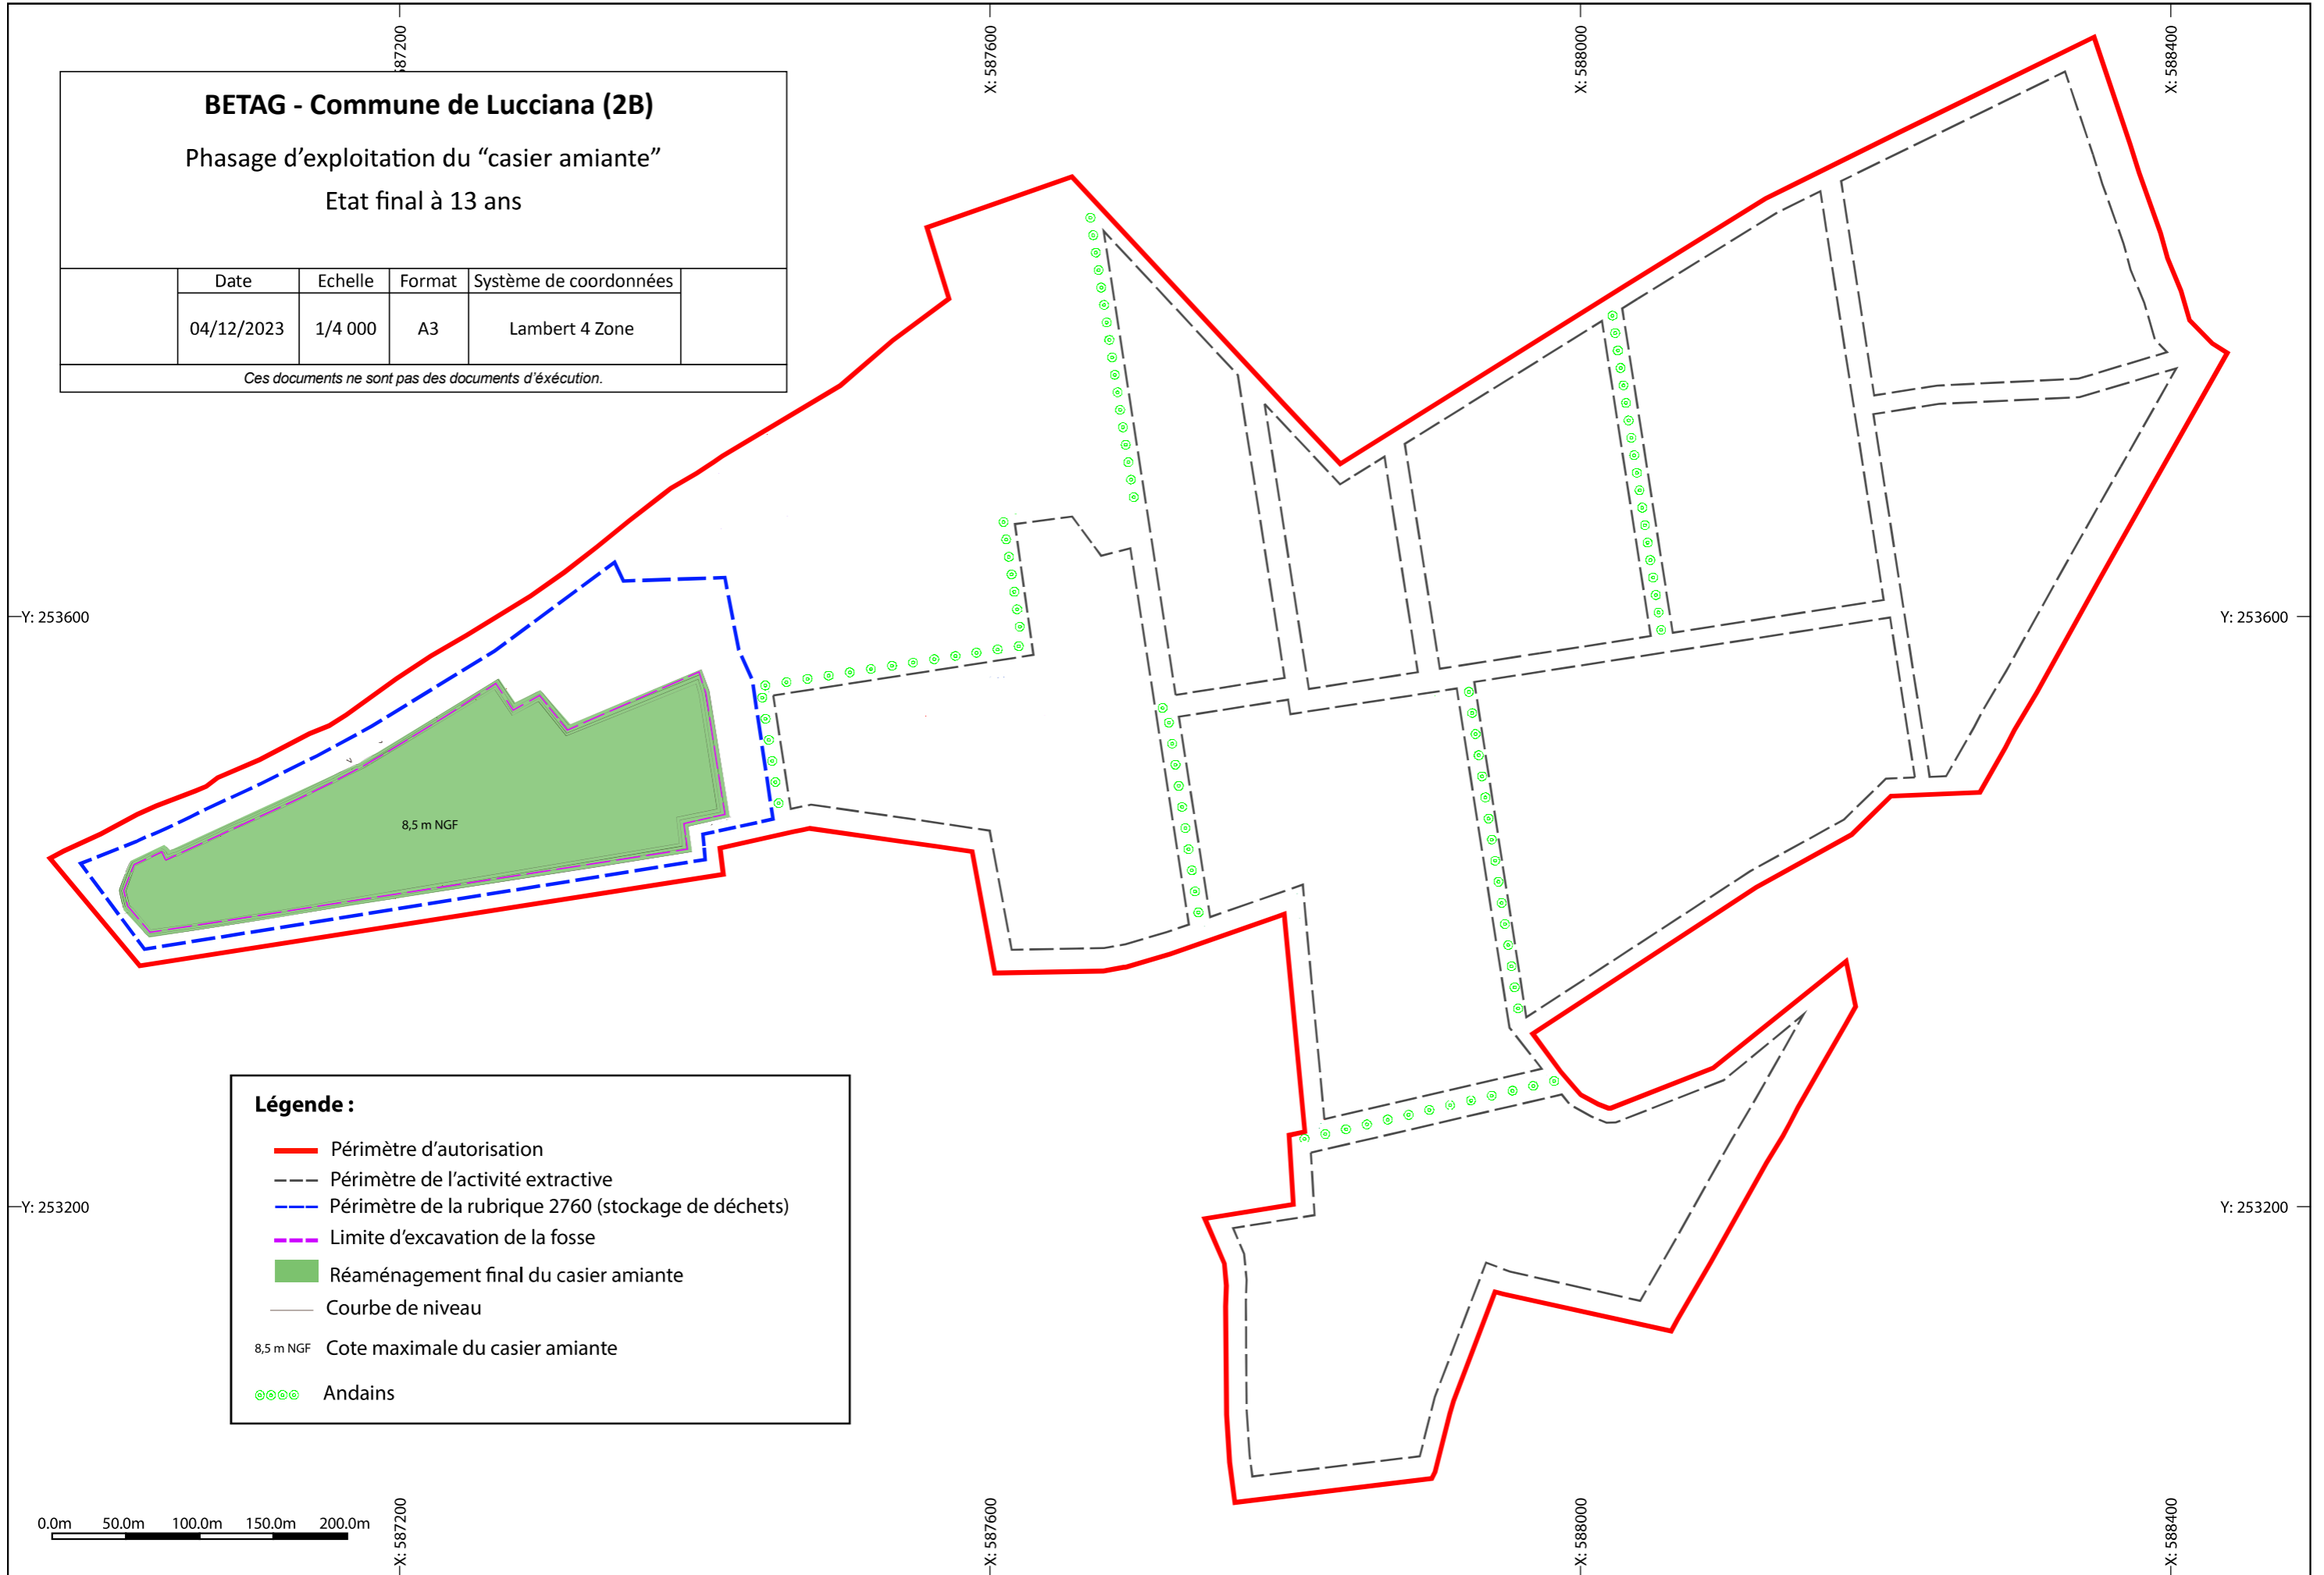 587200
X: 587600
X: 588000
X: 588400
BETAG - Commune de Lucciana (2B)
Phasage d’exploitation du “casier amiante”
Etat final à 13 ans
Date
Echelle
Format
Système de coordonnées
04/12/2023
1/4 000
A3
Lambert 4 Zone
Ces documents ne sont pas des documents d’éxécution.
Y: 253600
Y: 253600
8,5 m NGF
Légende :
Périmètre d’autorisation
Périmètre de l’activité extractive
Périmètre de la rubrique 2760 (stockage de déchets)
Limite d’excavation de la fosse
Réaménagement final du casier amiante
Courbe de niveau
8,5 m NGF Cote maximale du casier amiante
Andains
Y: 253200
Y: 253200
0.0m 50.0m 100.0m 150.0m 200.0m
X: 587200
X: 587600
X: 588000
X: 588400